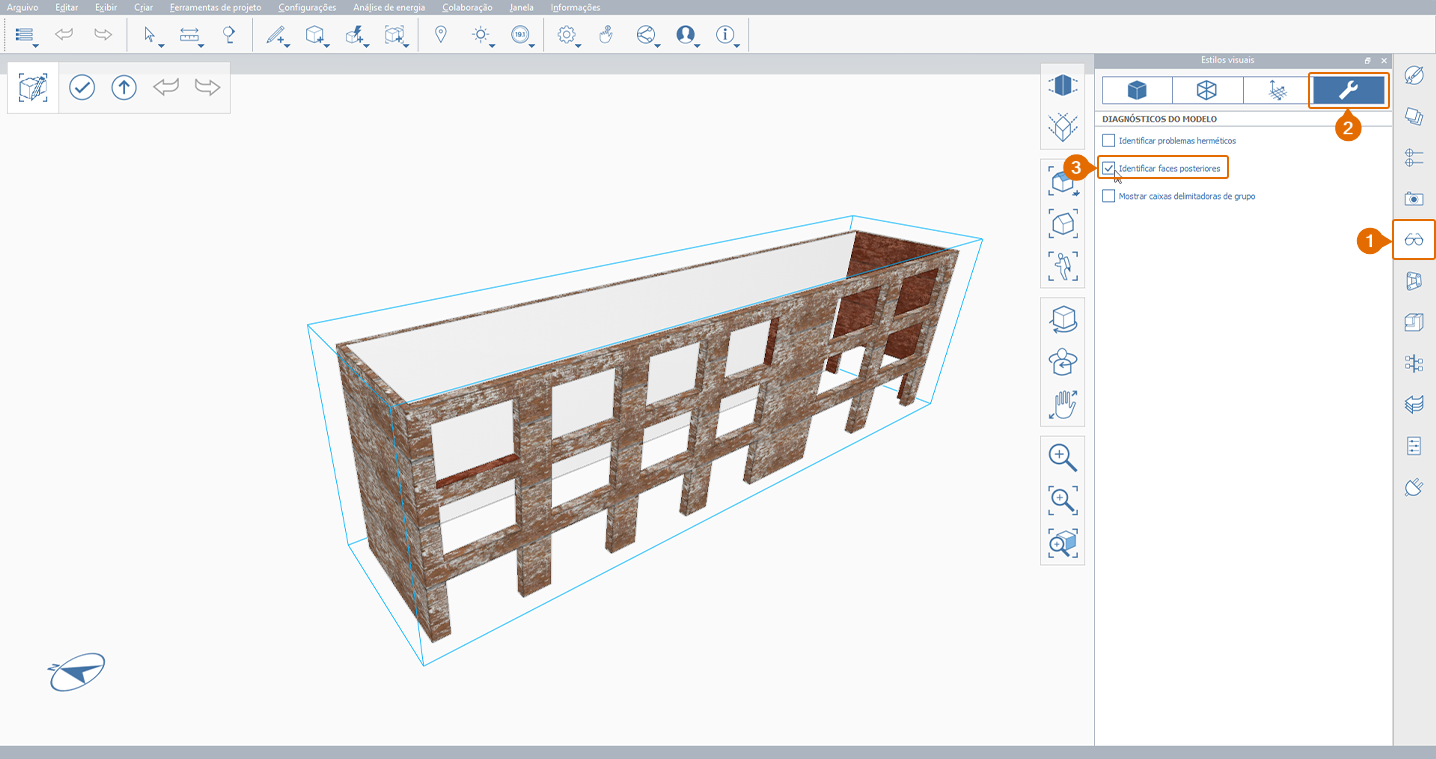 Arquivo Editar Exibir Criar Ferramentas de projeto Configurações Análise de energia Colaboração Janela Informações
191
Estilos visuais
2
DIAGNÓSTICOS DO MODELO
Identificar problemas herméticos
3
Identificar faces posteriores
Mostrar caixas delimitadoras de grupo
1
N